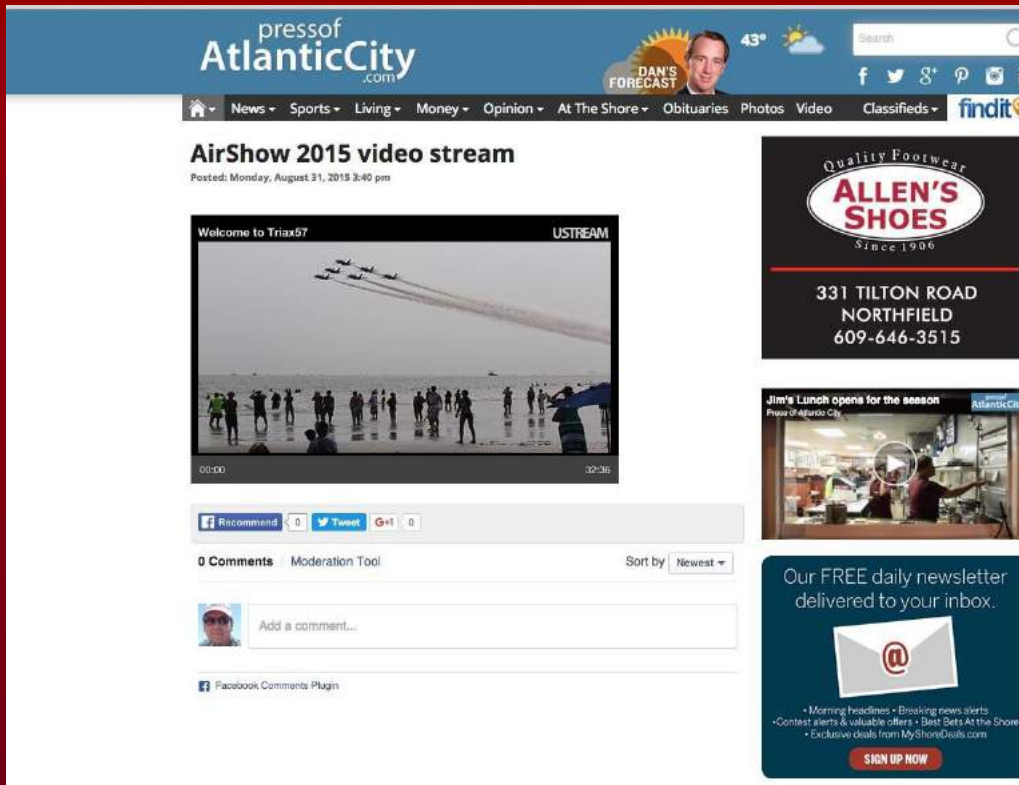 pressof
AtlanticCity
.com
DAN'S
FORECAST
43°
Search
News
Sports
Living
Money
Opinion
At The Shore
Obituaries
Photos
Video
Classifieds
findit
AirShow 2015 video stream
Posted: Monday, August 31, 2015 3:40 pm
Welcome to Triax57
USTREAM
00:00
32:36
Recommend
0
Tweet
G+1
0
0 Comments
Moderation Tool
Sort by
Newest
Add a comment...
Facebook Comments Plugin
Quality Footwear
ALLEN'S
SHOES
Since 1906
331 TILTON ROAD
NORTHFIELD
609-646-3515
Jim's Lunch opens for the season
Press of Atlantic City
pressof
AtlanticCit
Our FREE daily newsletter
delivered to your inbox.
@
• Morning headlines • Breaking news alerts
•Contest alerts & valuable offers • Best Bets At the Shore
• Exclusive deals from MyShoreDeals.com
SIGN UP NOW